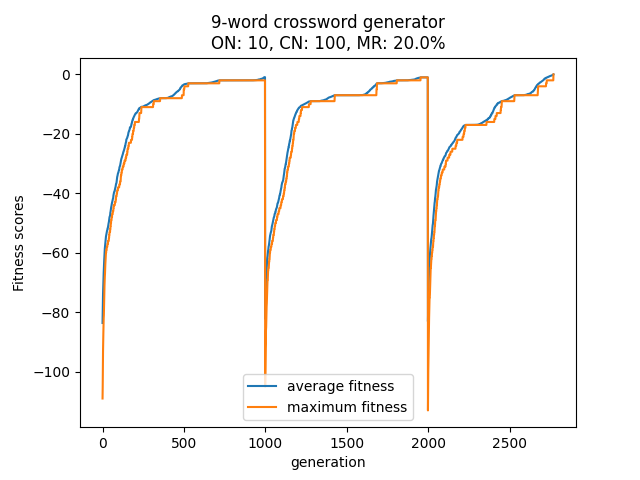 9-word crossword generator
ON: 10, CN: 100, MR: 20.0%
0
−20
−40
−60
−80
−100
Fitness scores
average fitness
maximum fitness
0 500 1000 1500 2000 2500
generation